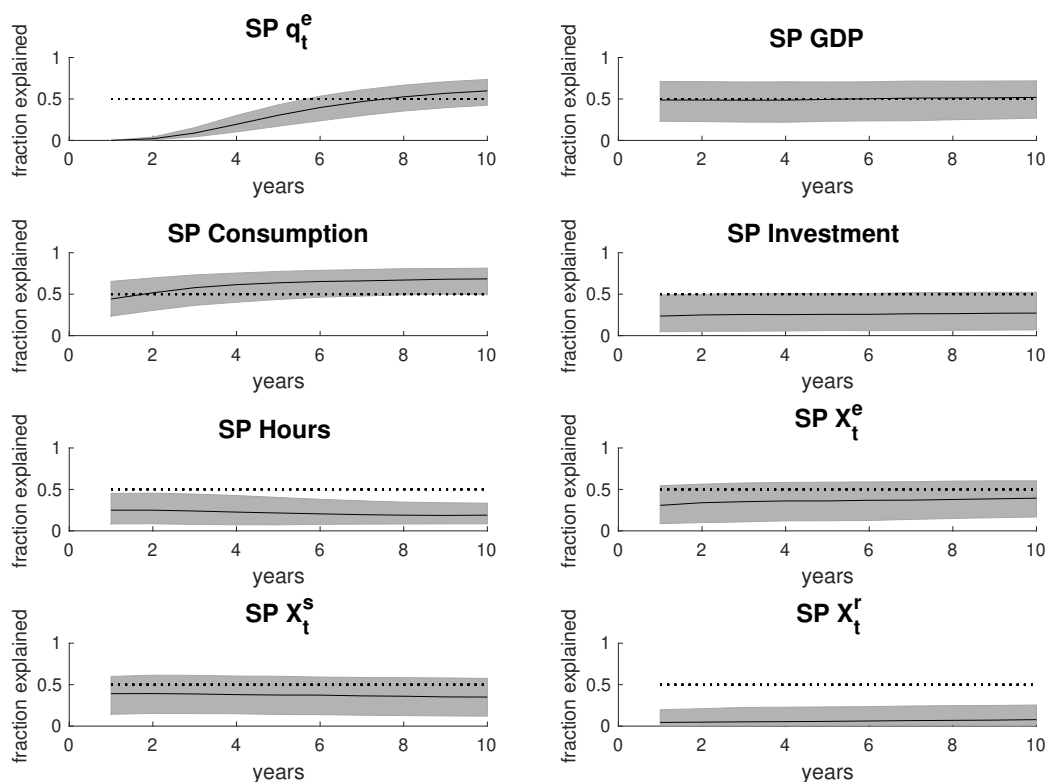 SP q_t^e
fraction explained
1
0.5
0
0 2 4 6 8 10
years
SP GDP
fraction explained
1
0.5
0
0 2 4 6 8 10
years
SP Consumption
fraction explained
1
0.5
0
0 2 4 6 8 10
years
SP Investment
fraction explained
1
0.5
0
0 2 4 6 8 10
years
SP Hours
fraction explained
1
0.5
0
0 2 4 6 8 10
years
SP X_t^e
fraction explained
1
0.5
0
0 2 4 6 8 10
years
SP X_t^s
fraction explained
1
0.5
0
0 2 4 6 8 10
years
SP X_t^r
fraction explained
1
0.5
0
0 2 4 6 8 10
years